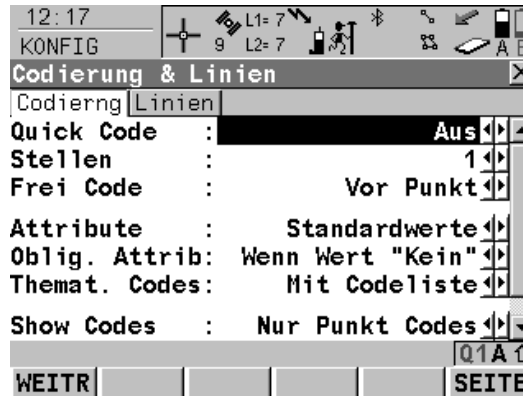 12:17
KONFIG
9 L1= 7
L2= 7
A B
Codierung & Linien
Codierng Linien
Quick Code : Aus
Stellen : 1
Frei Code : Vor Punkt
Attribute : Standardwerte
Oblig. Attrib: Wenn Wert "Kein"
Themat. Codes: Mit Codeliste
Show Codes : Nur Punkt Codes
Q1 A
WEITR SEITE